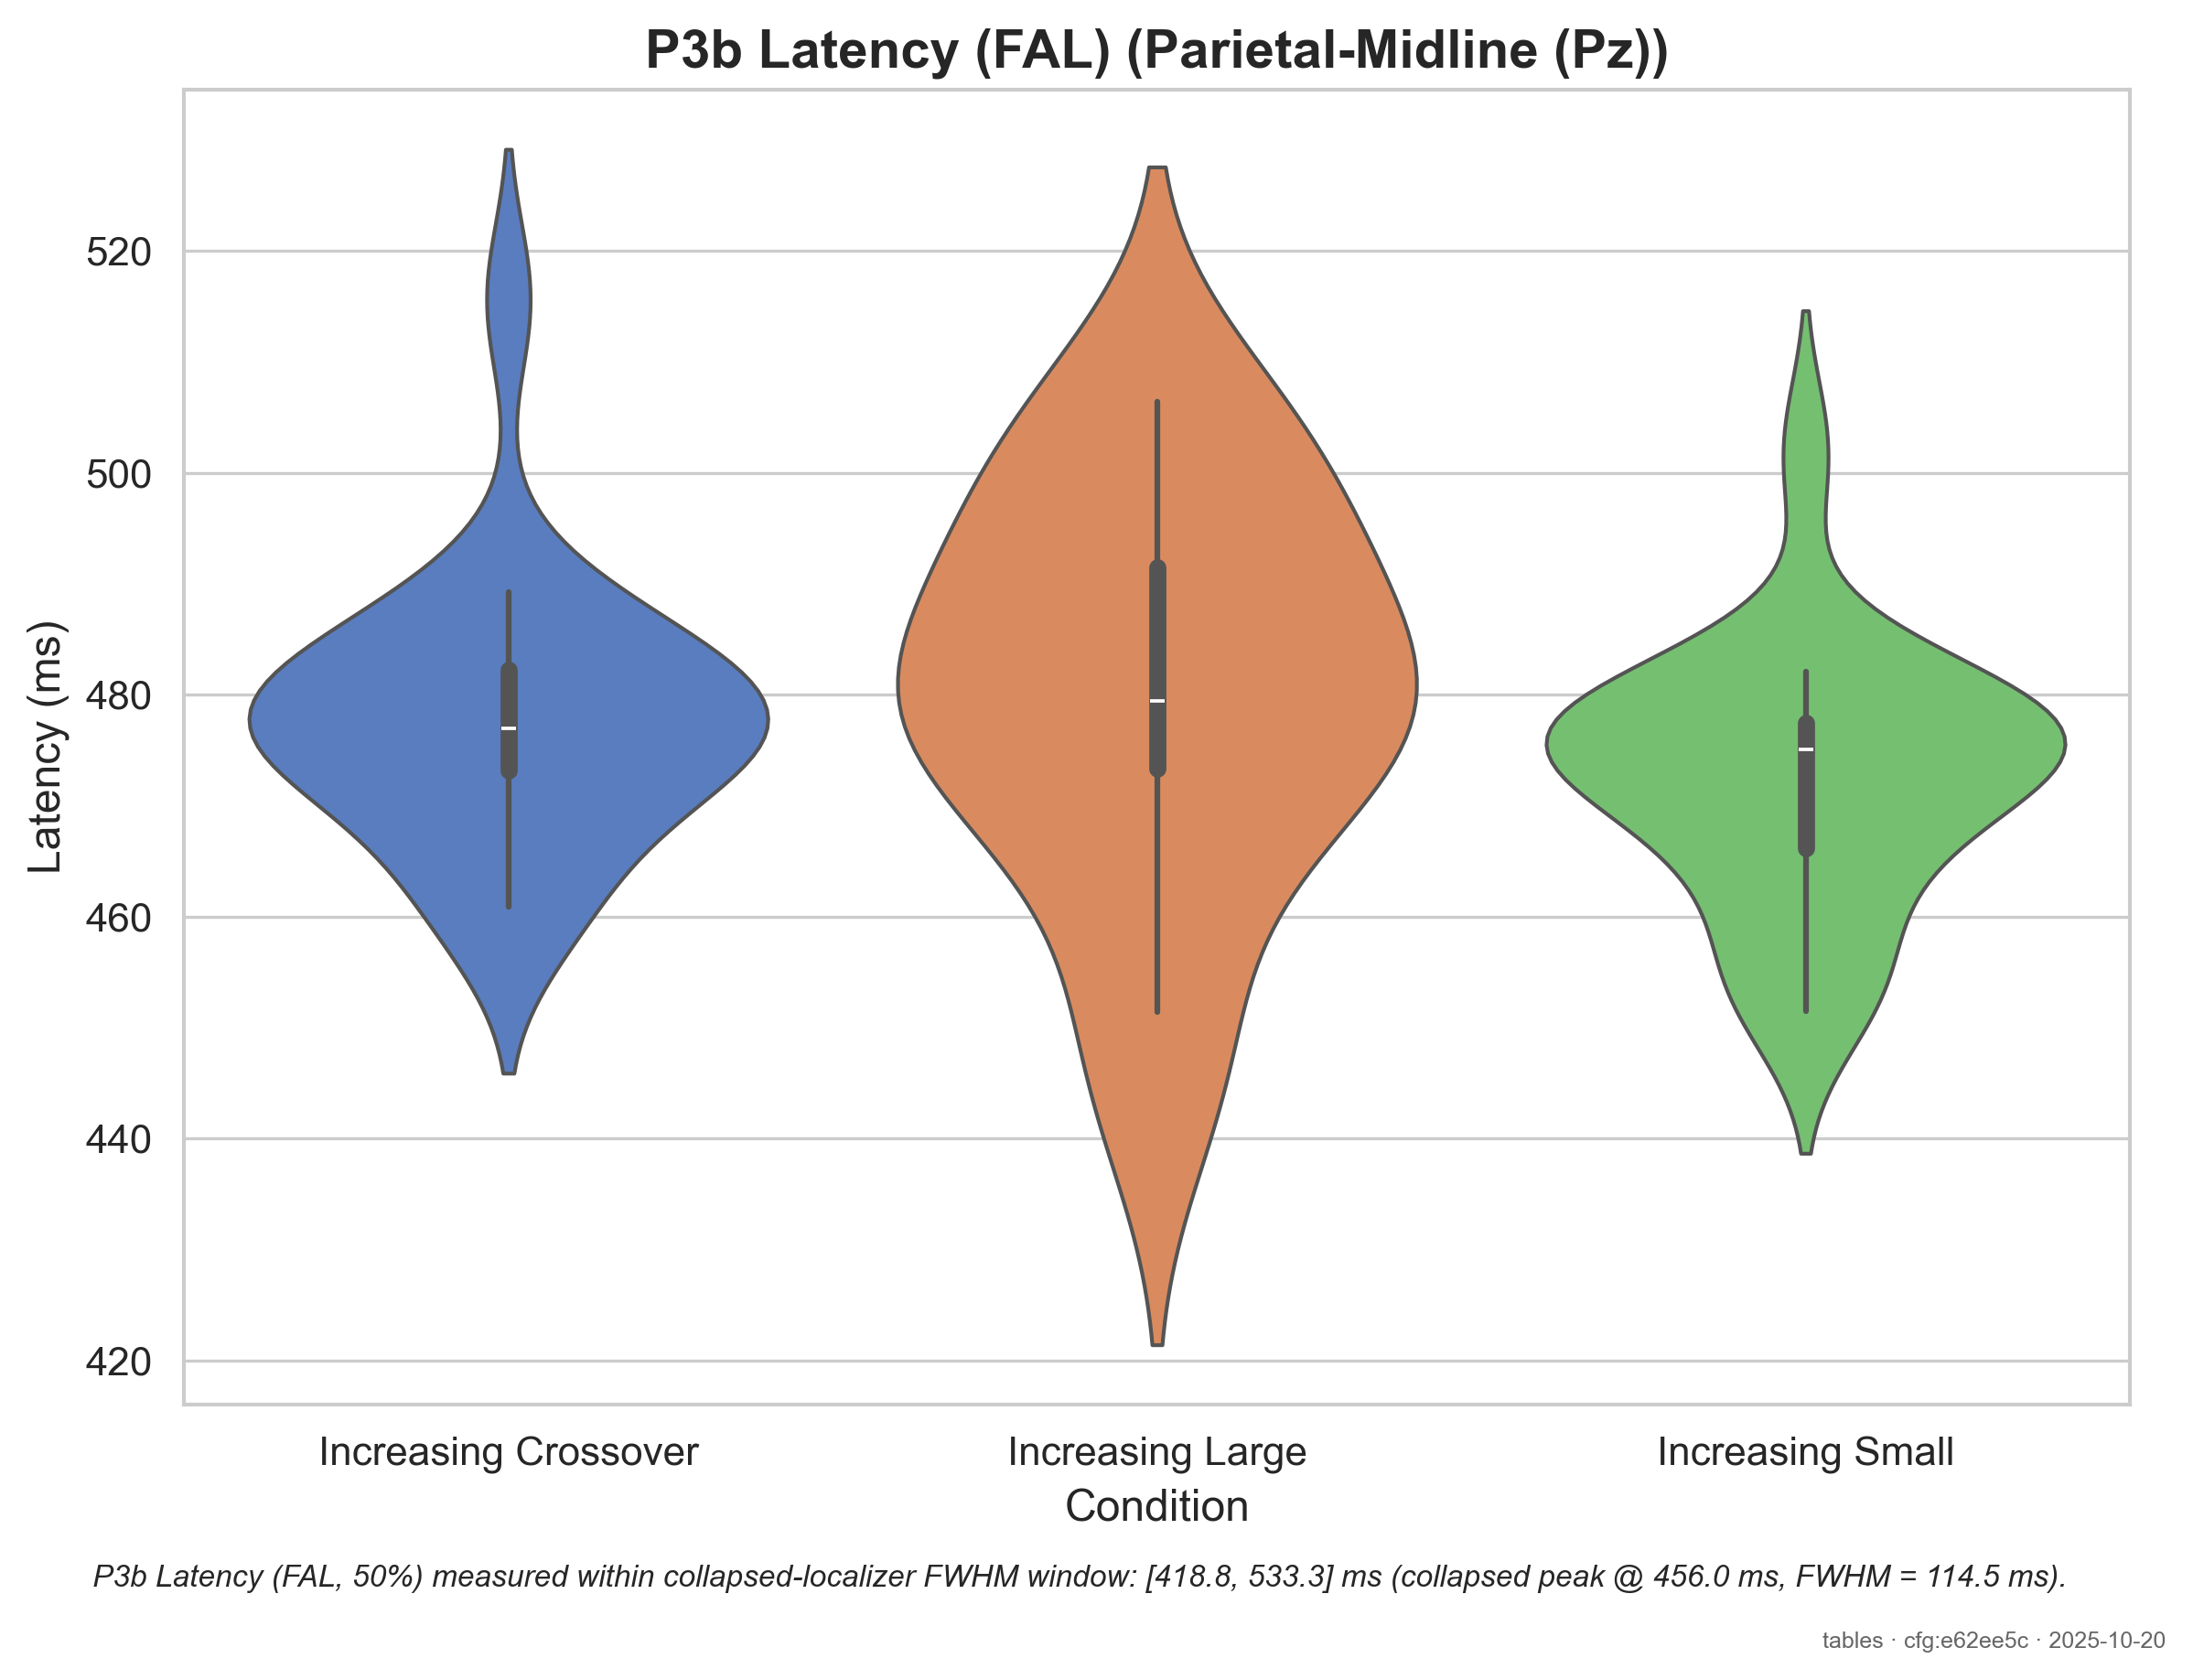 P3b Latency (FAL) (Parietal-Midline (Pz))
Latency (ms)
520
500
480
460
440
420
Increasing Crossover
Increasing Large
Increasing Small
Condition
P3b Latency (FAL, 50%) measured within collapsed-localizer FWHM window: [418.8, 533.3] ms (collapsed peak @ 456.0 ms, FWHM = 114.5 ms).
tables · cfg:e62ee5c · 2025-10-20